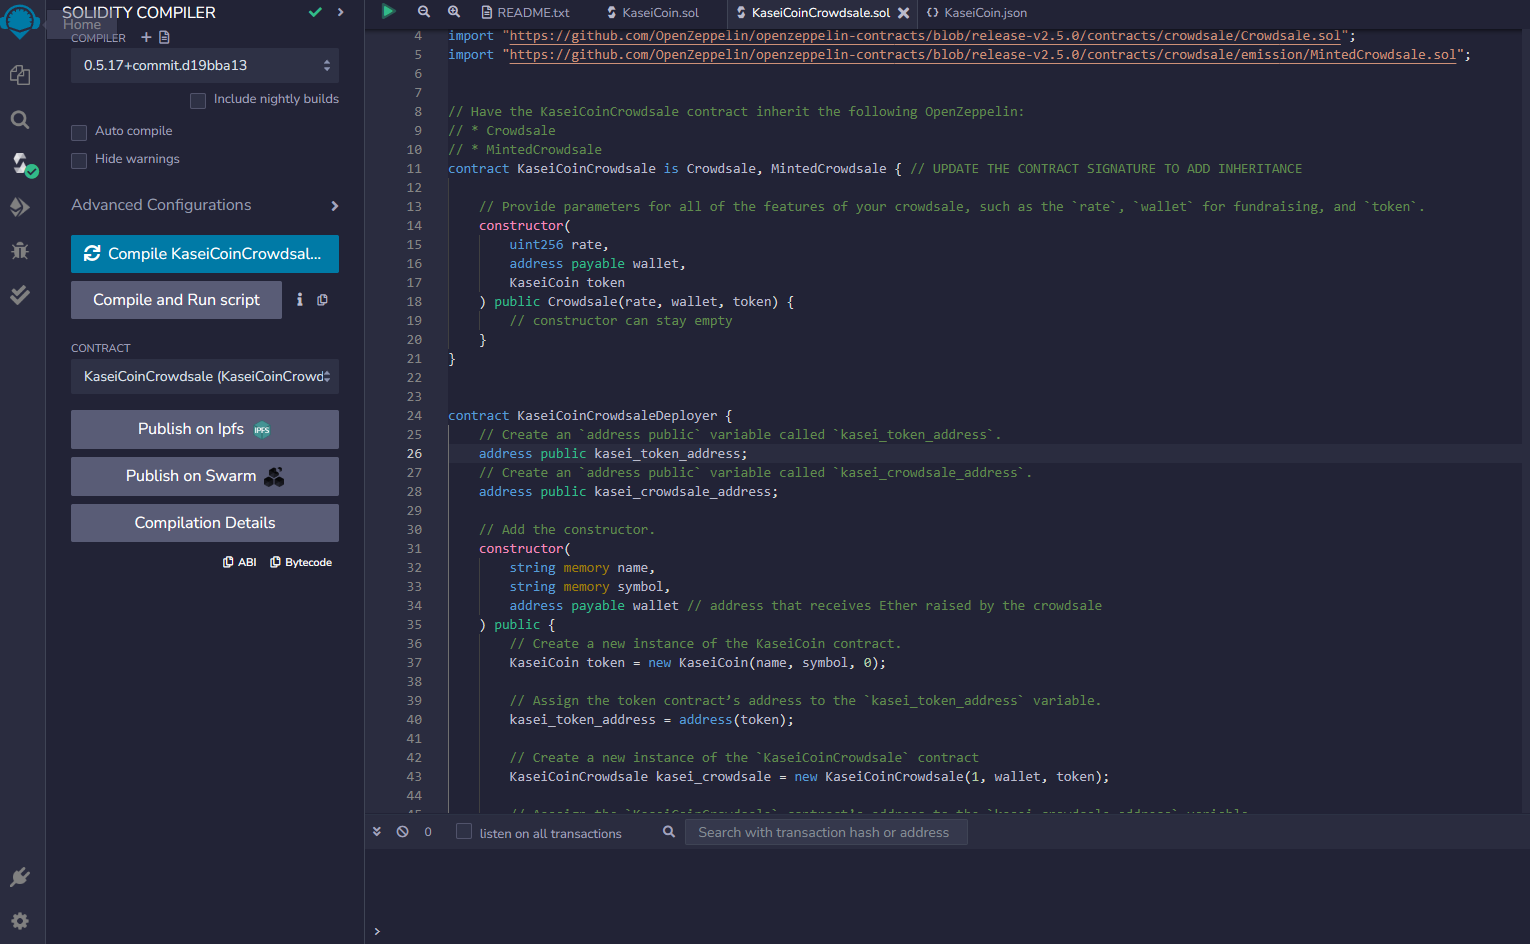 SOLIDITY COMPILER
Home
COMPILER
0.5.17+commit.d19bba13
Include nightly builds
Auto compile
Hide warnings
Advanced Configurations
Compile KaseiCoinCrowdsal...
Compile and Run script
CONTRACT
KaseiCoinCrowdsale (KaseiCoinCrowd
Publish on Ipfs IPFS
Publish on Swarm
Compilation Details
ABI Bytecode
README.txt KaseiCoin.sol KaseiCoinCrowdsale.sol KaseiCoin.json
4 import "https://github.com/OpenZeppelin/openzeppelin-contracts/blob/release-v2.5.0/contracts/crowdsale/Crowdsale.sol";
5 import "https://github.com/OpenZeppelin/openzeppelin-contracts/blob/release-v2.5.0/contracts/crowdsale/emission/MintedCrowdsale.sol";
6
7
8 // Have the KaseiCoinCrowdsale contract inherit the following OpenZeppelin:
9 // * Crowdsale
10 // * MintedCrowdsale
11 contract KaseiCoinCrowdsale is Crowdsale, MintedCrowdsale { // UPDATE THE CONTRACT SIGNATURE TO ADD INHERITANCE
12
13 // Provide parameters for all of the features of your crowdsale, such as the `rate`, `wallet` for fundraising, and `token`.
14 constructor(
15 uint256 rate,
16 address payable wallet,
17 KaseiCoin token
18 ) public Crowdsale(rate, wallet, token) {
19 // constructor can stay empty
20 }
21 }
22
23
24 contract KaseiCoinCrowdsaleDeployer {
25 // Create an `address public` variable called `kasei_token_address`.
26 address public kasei_token_address;
27 // Create an `address public` variable called `kasei_crowdsale_address`.
28 address public kasei_crowdsale_address;
29
30 // Add the constructor.
31 constructor(
32 string memory name,
33 string memory symbol,
34 address payable wallet // address that receives Ether raised by the crowdsale
35 ) public {
36 // Create a new instance of the KaseiCoin contract.
37 KaseiCoin token = new KaseiCoin(name, symbol, 0);
38
39 // Assign the token contract’s address to the `kasei_token_address` variable.
40 kasei_token_address = address(token);
41
42 // Create a new instance of the `KaseiCoinCrowdsale` contract
43 KaseiCoinCrowdsale kasei_crowdsale = new KaseiCoinCrowdsale(1, wallet, token);
44
45 // Assign the `KaseiCoinCrowdsale` contract’s address to the `kasei_crowdsale_address` variable
0 listen on all transactions Search with transaction hash or address
>